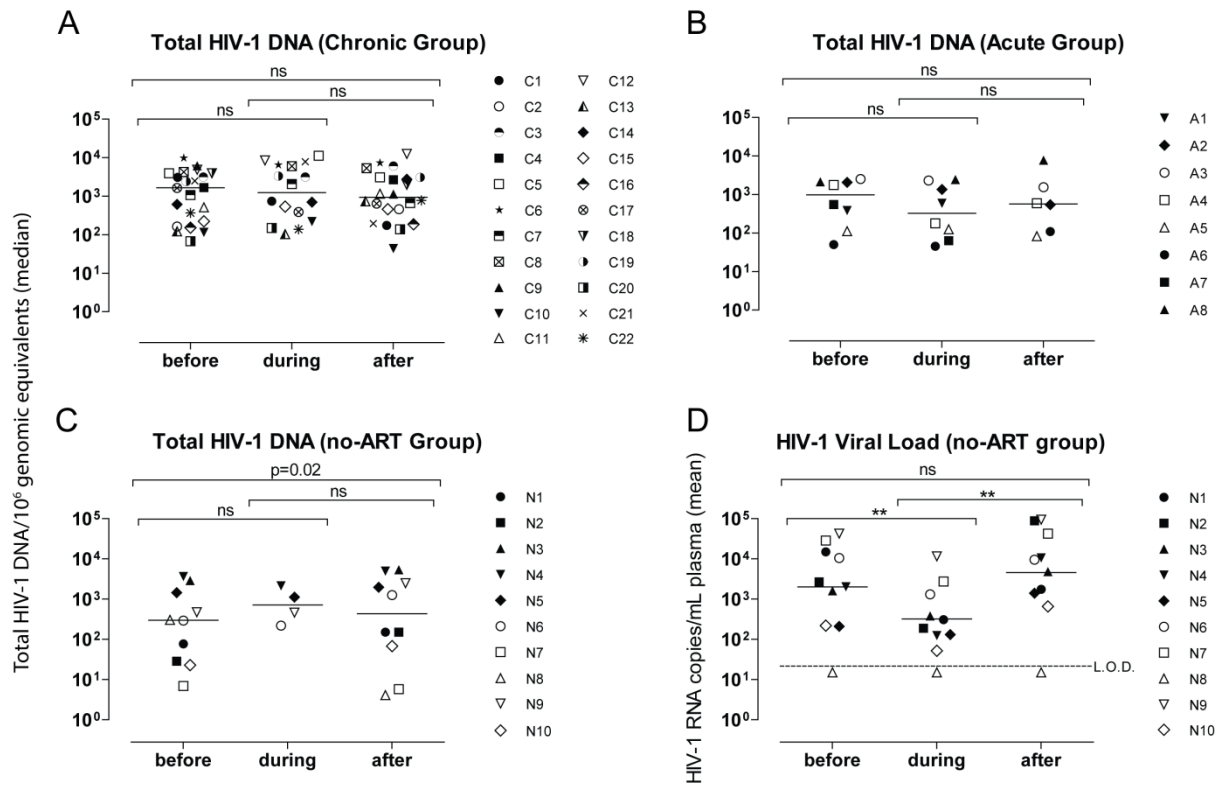 A
Total HIV-1 DNA (Chronic Group)
ns
ns
ns
10⁵
10⁴
10³
10²
10¹
10⁰
before during after
C1 C12
C2 C13
C3 C14
C4 C15
C5 C16
C6 C17
C7 C18
C8 C19
C9 C20
C10 C21
C11 C22
B
Total HIV-1 DNA (Acute Group)
ns
ns
ns
10⁵
10⁴
10³
10²
10¹
10⁰
before during after
A1
A2
A3
A4
A5
A6
A7
A8
Total HIV-1 DNA/10⁶ genomic equivalents (median)
C
Total HIV-1 DNA (no-ART Group)
p=0.02
ns
ns
10⁵
10⁴
10³
10²
10¹
10⁰
before during after
N1
N2
N3
N4
N5
N6
N7
N8
N9
N10
D
HIV-1 Viral Load (no-ART group)
ns
**
**
HIV-1 RNA copies/mL plasma (mean)
10⁵
10⁴
10³
10²
10¹
10⁰
L.O.D.
before during after
N1
N2
N3
N4
N5
N6
N7
N8
N9
N10